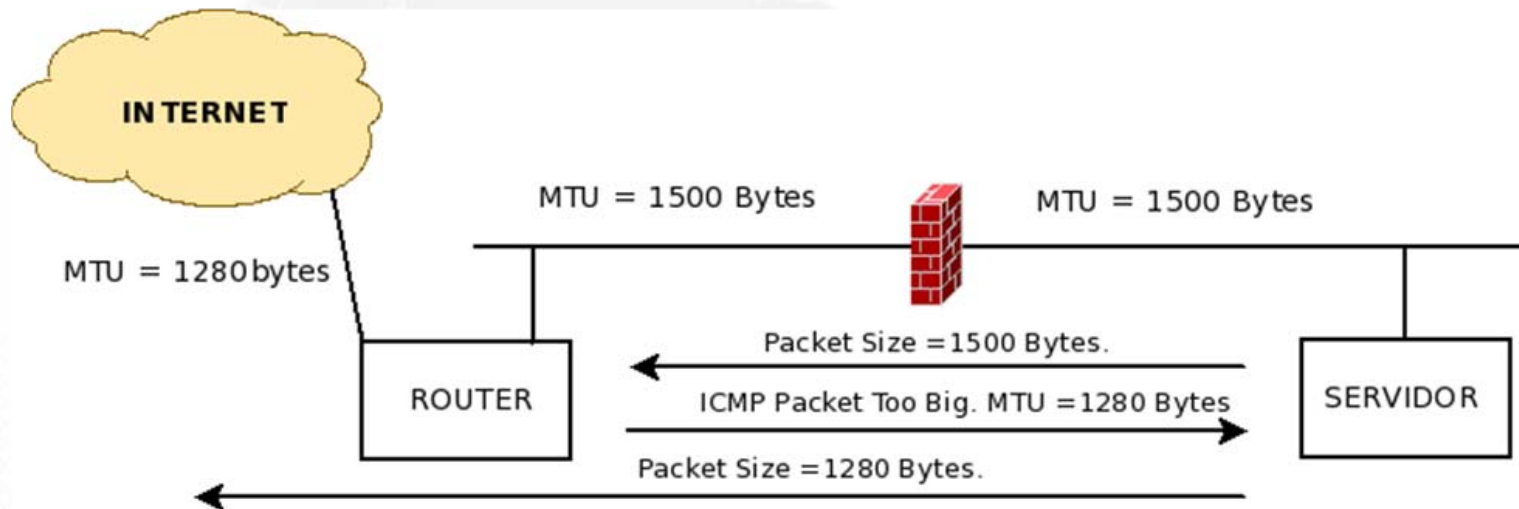 INTERNET
MTU = 1500 Bytes
MTU = 1500 Bytes
MTU = 1280bytes
Packet Size =1500 Bytes.
ROUTER
ICMP Packet Too Big. MTU =1280 Bytes
SERVIDOR
Packet Size =1280 Bytes.